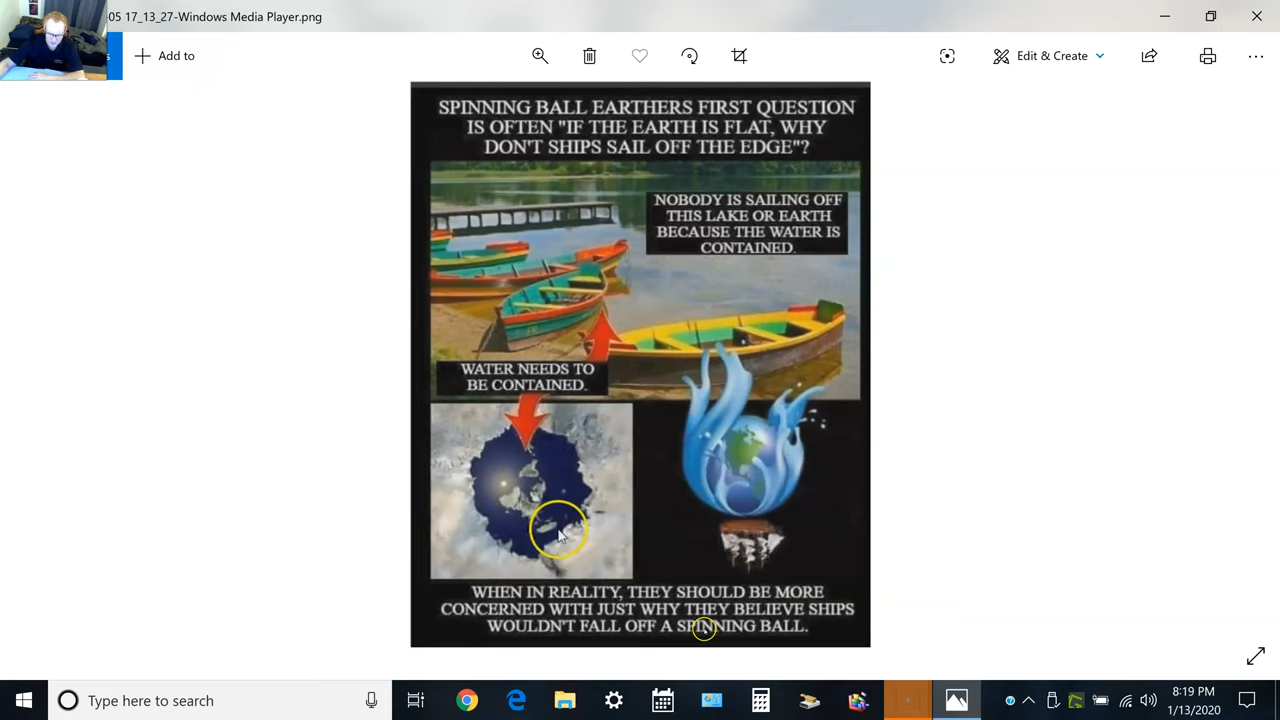 05 17_13_27-Windows Media Player.png
Add to
Edit & Create
SPINNING BALL EARTHERS FIRST QUESTION
IS OFTEN "IF THE EARTH IS FLAT, WHY
DON'T SHIPS SAIL OFF THE EDGE"?
NOBODY IS SAILING OFF
THIS LAKE OR EARTH
BECAUSE THE WATER IS
CONTAINED.
WATER NEEDS TO
BE CONTAINED.
WHEN IN REALITY, THEY SHOULD BE MORE
CONCERNED WITH JUST WHY THEY BELIEVE SHIPS
WOULDN'T FALL OFF A SPINNING BALL.
Type here to search
8:19 PM
1/13/2020